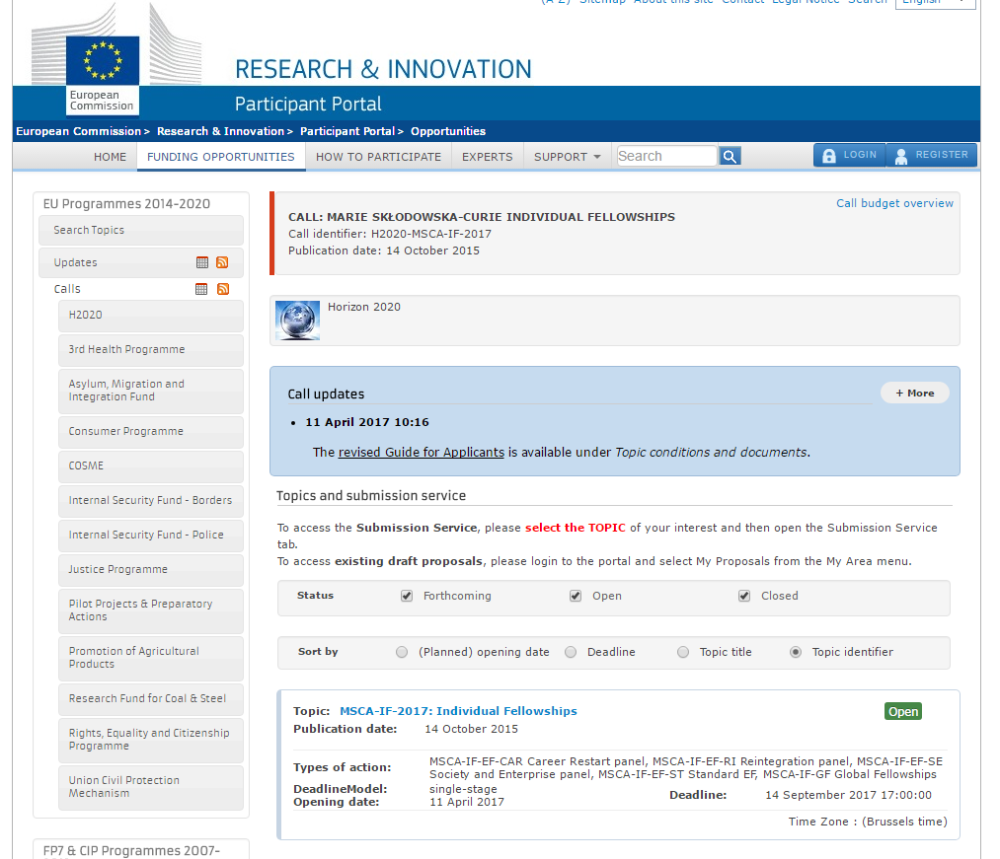 (A-Z) Sitemap About this site Contact Legal Notice Search English
European
Commission
RESEARCH & INNOVATION
Participant Portal
European Commission > Research & Innovation > Participant Portal > Opportunities
HOME FUNDING OPPORTUNITIES HOW TO PARTICIPATE EXPERTS SUPPORT Search LOGIN REGISTER
EU Programmes 2014-2020
Search Topics
Updates
Calls
H2020
3rd Health Programme
Asylum, Migration and
Integration Fund
Consumer Programme
COSME
Internal Security Fund - Borders
Internal Security Fund - Police
Justice Programme
Pilot Projects & Preparatory
Actions
Promotion of Agricultural
Products
Research Fund for Coal & Steel
Rights, Equality and Citizenship
Programme
Union Civil Protection
Mechanism
FP7 & CIP Programmes 2007-
Call budget overview
CALL: MARIE SKŁODOWSKA-CURIE INDIVIDUAL FELLOWSHIPS
Call identifier: H2020-MSCA-IF-2017
Publication date: 14 October 2015
Horizon 2020
Call updates
+ More
• 11 April 2017 10:16
The revised Guide for Applicants is available under Topic conditions and documents.
Topics and submission service
To access the Submission Service, please select the TOPIC of your interest and then open the Submission Service
tab.
To access existing draft proposals, please login to the portal and select My Proposals from the My Area menu.
Status Forthcoming Open Closed
Sort by (Planned) opening date Deadline Topic title Topic identifier
Topic: MSCA-IF-2017: Individual Fellowships Open
Publication date: 14 October 2015
Types of action: MSCA-IF-EF-CAR Career Restart panel, MSCA-IF-EF-RI Reintegration panel, MSCA-IF-EF-SE
Society and Enterprise panel, MSCA-IF-EF-ST Standard EF, MSCA-IF-GF Global Fellowships
DeadlineModel: single-stage
Opening date: 11 April 2017
Deadline: 14 September 2017 17:00:00
Time Zone : (Brussels time)